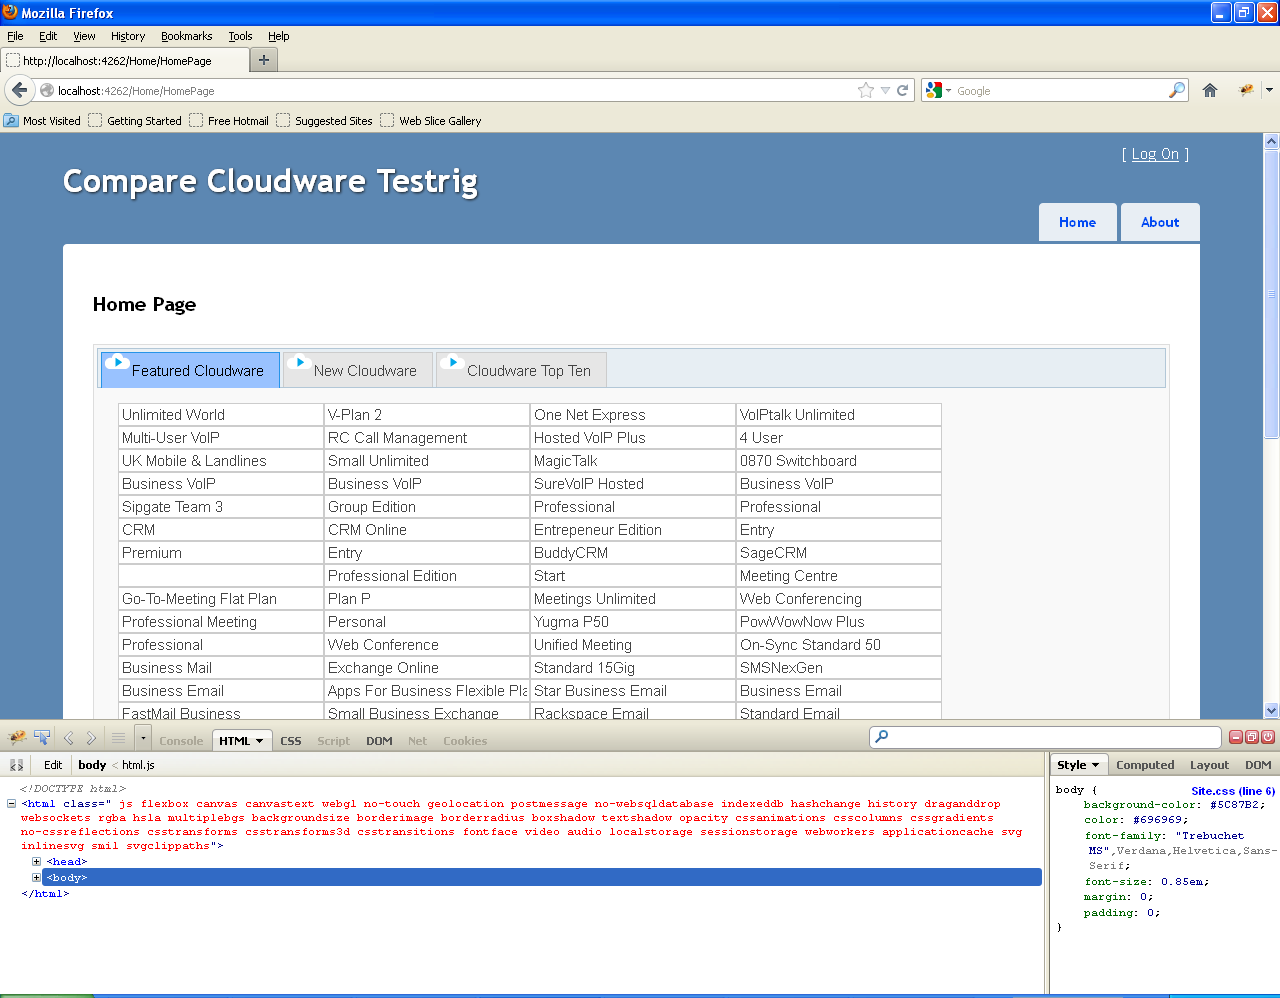 Mozilla Firefox
File Edit View History Bookmarks Tools Help
http://localhost:4262/Home/HomePage
localhost:4262/Home/HomePage
Google
Most Visited Getting Started Free Hotmail Suggested Sites Web Slice Gallery
[ Log On ]
Compare Cloudware Testrig
Home About
Home Page
Featured Cloudware New Cloudware Cloudware Top Ten
Unlimited World V-Plan 2 One Net Express VoIPtalk Unlimited
Multi-User VoIP RC Call Management Hosted VoIP Plus 4 User
UK Mobile & Landlines Small Unlimited MagicTalk 0870 Switchboard
Business VoIP Business VoIP SureVoIP Hosted Business VoIP
Sipgate Team 3 Group Edition Professional Professional
CRM CRM Online Entrepeneur Edition Entry
Premium Entry BuddyCRM SageCRM
Professional Edition Start Meeting Centre
Go-To-Meeting Flat Plan Plan P Meetings Unlimited Web Conferencing
Professional Meeting Personal Yugma P50 PowWowNow Plus
Professional Web Conference Unified Meeting On-Sync Standard 50
Business Mail Exchange Online Standard 15Gig SMSNexGen
Business Email Apps For Business Flexible Pla Star Business Email Business Email
FastMail Business Small Business Exchange Rackspace Email Standard Email
Console HTML CSS Script DOM Net Cookies
Edit body < html.js
Style Computed Layout DOM
<!DOCTYPE html>
<html class=" js flexbox canvas canvastext webgl no-touch geolocation postmessage no-websqldatabase indexeddb hashchange history draganddrop
websockets rgba hsla multiplebgs backgroundsize borderimage borderradius boxshadow textshadow opacity cssanimations csscolumns cssgradients
no-cssreflections csstransforms csstransforms3d csstransitions fontface video audio localstorage sessionstorage webworkers applicationcache svg
inlinesvg smil svgclippaths">
<head>
<body>
</html>
body { Site.css (line 6)
background-color: #5C87B2;
color: #696969;
font-family: "Trebuchet
MS",Verdana,Helvetica,Sans-
Serif;
font-size: 0.85em;
margin: 0;
padding: 0;
}